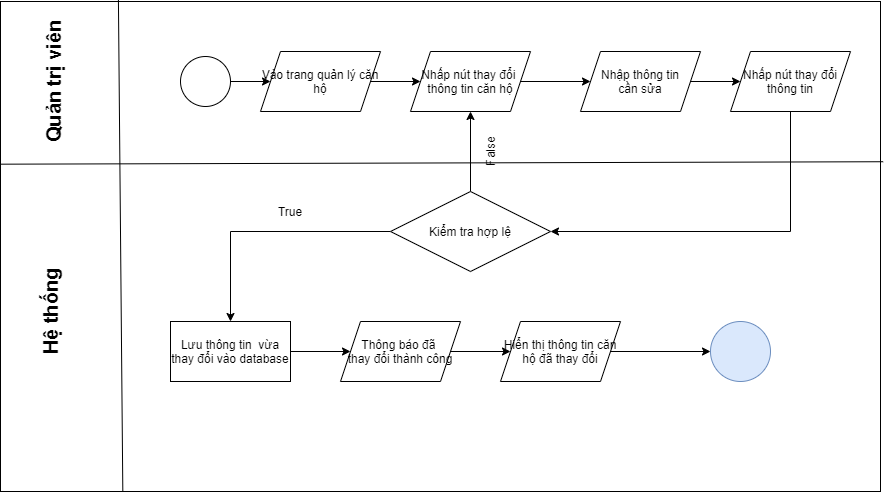 Quản trị viên
Vào trang quản lý căn
hộ
Nhấp nút thay đổi
thông tin căn hộ
Nhập thông tin
cần sửa
Nhấp nút thay đổi
thông tin
False
Hệ thống
Kiểm tra hợp lệ
True
Lưu thông tin vừa
thay đổi vào database
Thông báo đã
thay đổi thành công
Hiển thị thông tin căn
hộ đã thay đổi